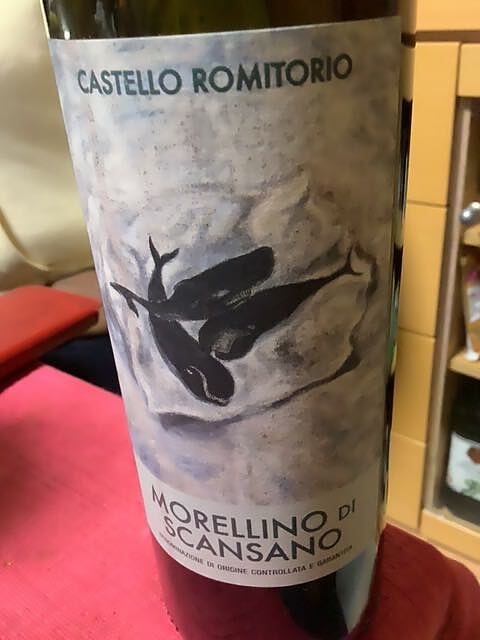 CASTELLO ROMITORIO
MORELLINO DI
SCANSANO
DENOMINAZIONE DI ORIGINE CONTROLLATA E GARANTITA